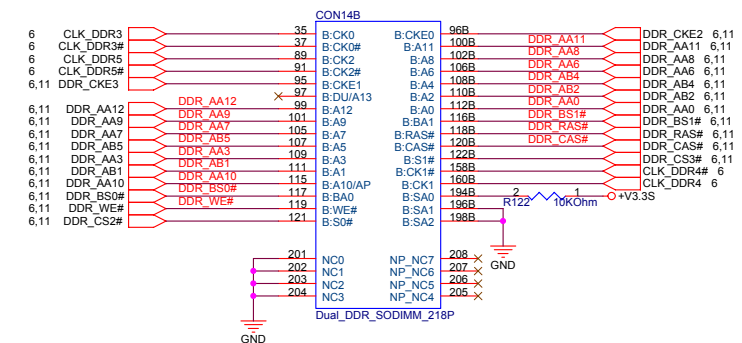 CON14B
6 CLK_DDR3 35 B:CK0 B:CKE0 96B DDR_CKE2 6,11
6 CLK_DDR3# 37 B:CK0# B:A11 100B DDR_AA11 DDR_AA11 6,11
6 CLK_DDR5 89 B:CK2 B:A8 102B DDR_AA8 DDR_AA8 6,11
6 CLK_DDR5# 91 B:CK2# B:A6 106B DDR_AA6 DDR_AA6 6,11
6,11 DDR_CKE3 95 B:CKE1 B:A4 108B DDR_AB4 DDR_AB4 6,11
97 B:DU/A13 B:A2 110B DDR_AB2 DDR_AB2 6,11
6,11 DDR_AA12 DDR_AA12 99 B:A12 B:A0 112B DDR_AA0 DDR_AA0 6,11
6,11 DDR_AA9 DDR_AA9 101 B:A9 B:BA1 116B DDR_BS1# DDR_BS1# 6,11
6,11 DDR_AA7 DDR_AA7 105 B:A7 B:RAS# 118B DDR_RAS# DDR_RAS# 6,11
6,11 DDR_AB5 DDR_AB5 107 B:A5 B:CAS# 120B DDR_CAS# DDR_CAS# 6,11
6,11 DDR_AA3 DDR_AA3 109 B:A3 B:S1# 122B DDR_CS3# 6,11
6,11 DDR_AB1 DDR_AB1 111 B:A1 B:CK1# 158B CLK_DDR4# 6
6,11 DDR_AA10 DDR_AA10 115 B:A10/AP B:CK1 160B CLK_DDR4 6
6,11 DDR_BS0# DDR_BS0# 117 B:BA0 B:SA0 194B 2 1 +V3.3S
R122 10KOhm
6,11 DDR_WE# DDR_WE# 119 B:WE# B:SA1 196B
6,11 DDR_CS2# 121 B:S0# B:SA2 198B
201 NC0 NP_NC7 208
GND
202 NC1 NP_NC6 207
203 NC2 NP_NC5 206
204 NC3 NP_NC4 205
Dual_DDR_SODIMM_218P
GND